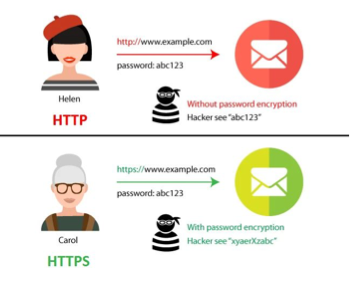 http://www.example.com
password: abc123
Helen
HTTP
Without password encryption
Hacker see "abc123"
https://www.example.com
password: abc123
Carol
HTTPS
With password encryption
Hacker see "xyaerXzabc"